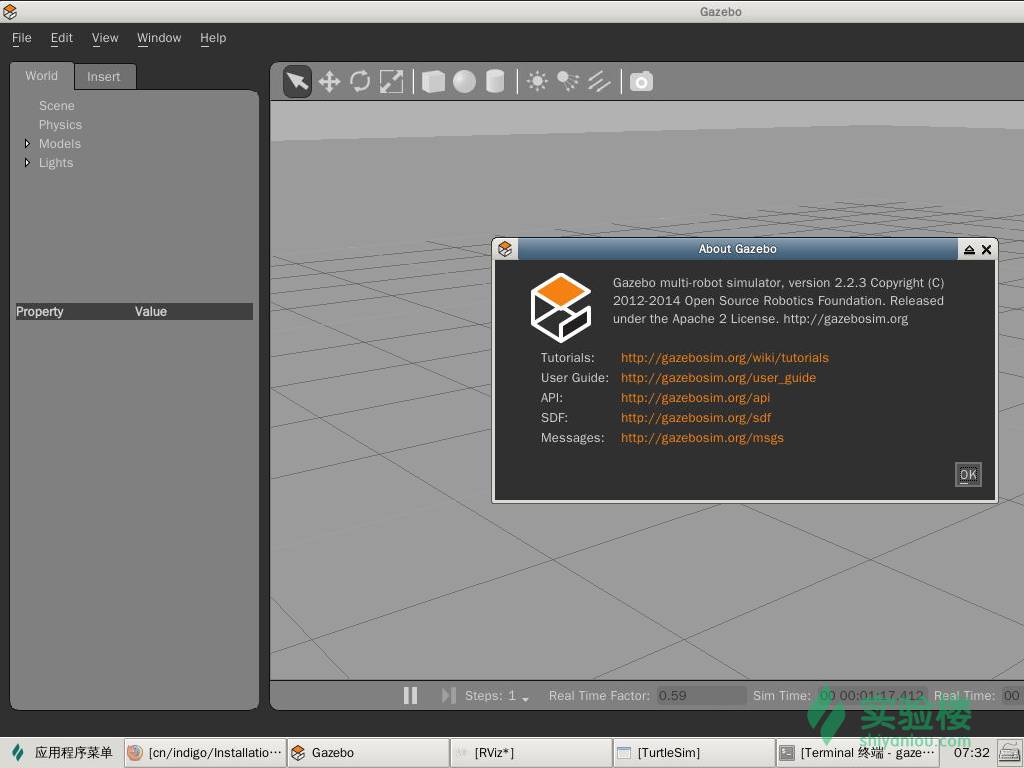 Gazebo
File Edit View Window Help
World Insert
Scene
Physics
Models
Lights
Property Value
About Gazebo
Gazebo multi-robot simulator, version 2.2.3 Copyright (C)
2012-2014 Open Source Robotics Foundation. Released
under the Apache 2 License. http://gazebosim.org
Tutorials: http://gazebosim.org/wiki/tutorials
User Guide: http://gazebosim.org/user_guide
API: http://gazebosim.org/api
SDF: http://gazebosim.org/sdf
Messages: http://gazebosim.org/msgs
OK
Steps: 1 Real Time Factor: 0.59 Sim Time: 00 00:01:17.412 Real Time: 00
实验楼
shiyanlou.com
应用程序菜单 [cn/indigo/Installatio… Gazebo [RViz*] [TurtleSim] [Terminal 终端 - gaze… 07:32